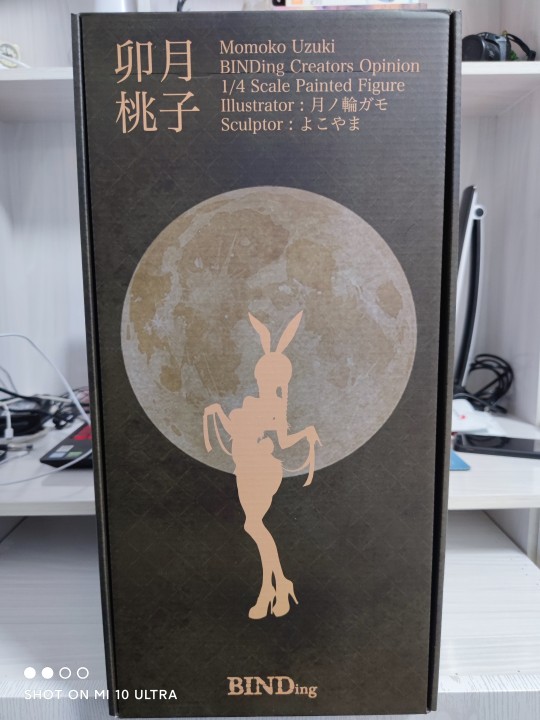 卯月
桃子
Momoko Uzuki
BINDing Creators Opinion
1/4 Scale Painted Figure
Illustrator : 月ノ輪ガモ
Sculptor : よこやま
BINDing
SHOT ON MI 10 ULTRA